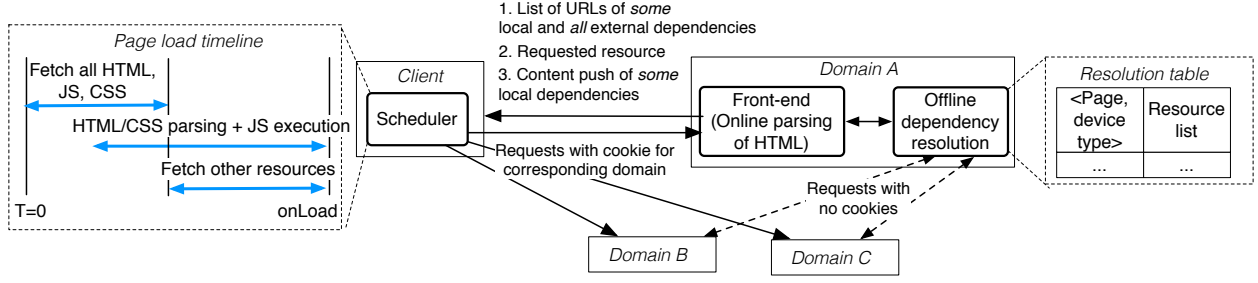 Page load timeline
Fetch all HTML,
JS, CSS
HTML/CSS parsing + JS execution
Fetch other resources
T=0
onLoad
Client
Scheduler
1. List of URLs of some
local and all external dependencies
2. Requested resource
3. Content push of some
local dependencies
Requests with cookie for
corresponding domain
Domain A
Front-end
(Online parsing
of HTML)
Offline
dependency
resolution
Requests with
no cookies
Domain B
Domain C
Resolution table
<Page,
device
type>
Resource
list
...
...